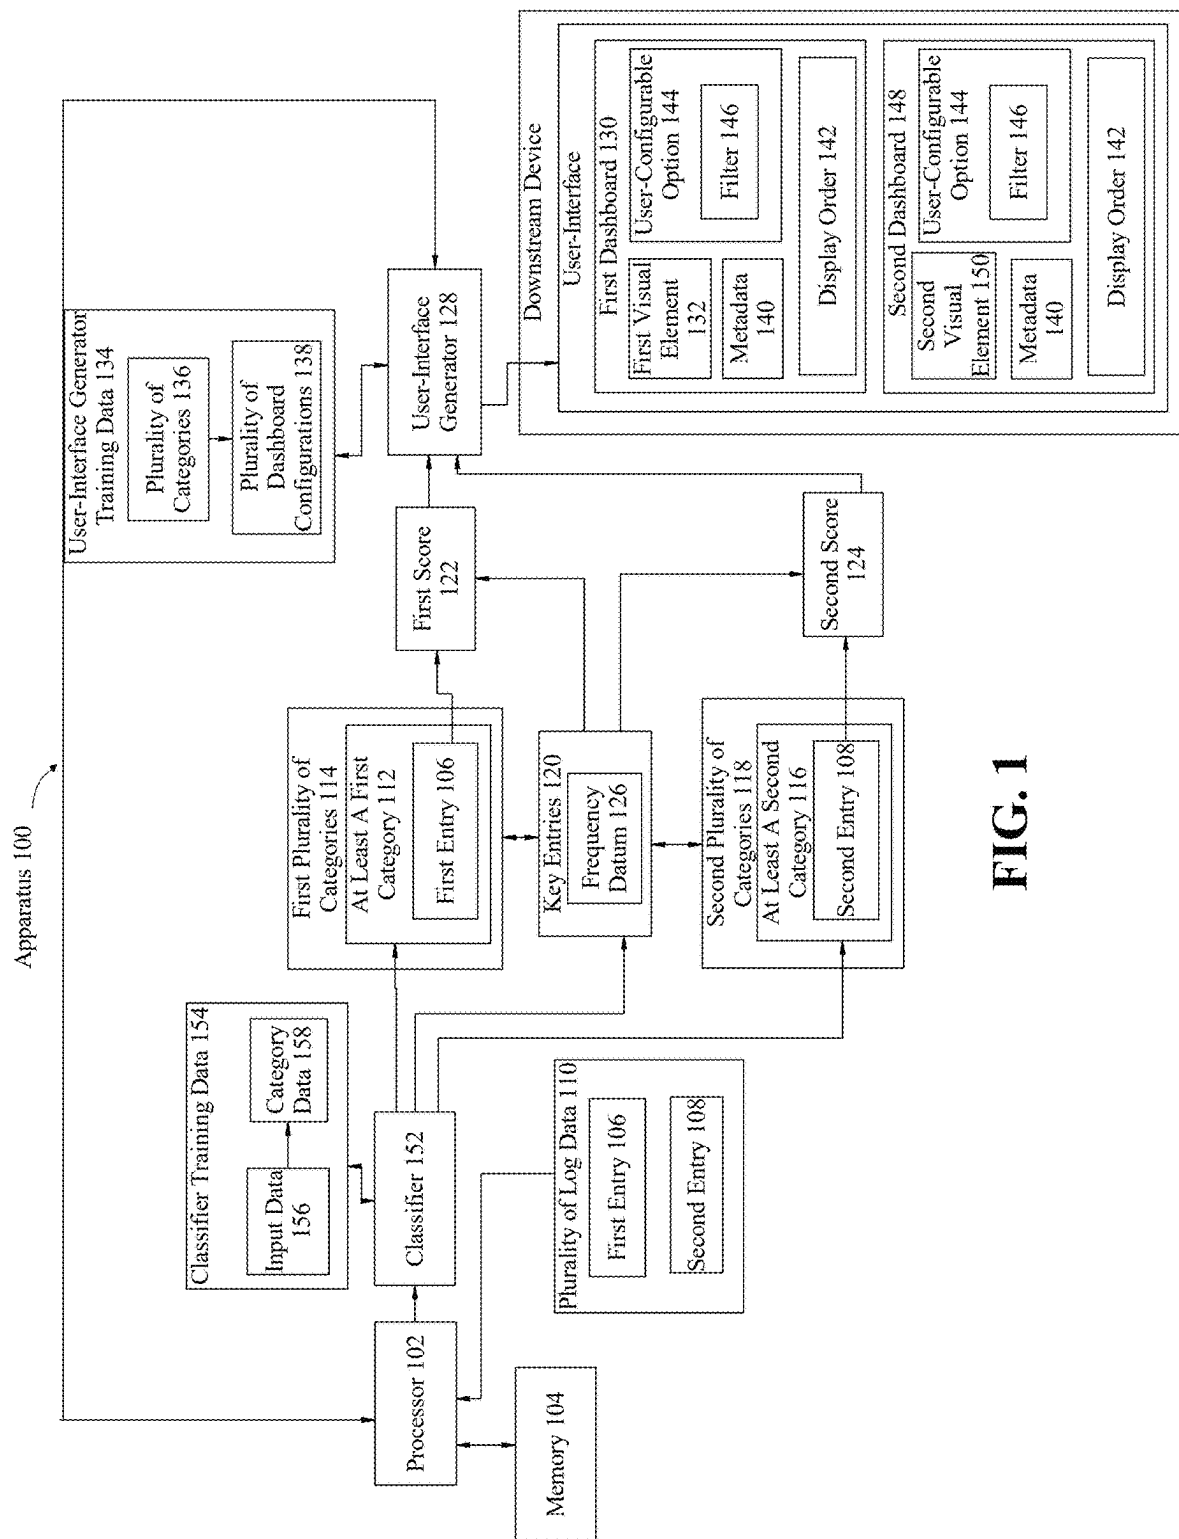 Apparatus 100
Processor 102
Memory 104
Classifier Training Data 154
Input Data
156
Category
Data 158
Classifier 152
Plurality of Log Data 110
First Entry 106
Second Entry 108
First Plurality of
Categories 114
At Least A First
Category 112
First Entry 106
Key Entries 120
Frequency
Datum 126
Second Plurality of
Categories 118
At Least A Second
Category 116
Second Entry 108
First Score
122
Second Score
124
User-Interface Generator
Training Data 134
Plurality of
Categories 136
Plurality of
Dashboard
Configurations 138
User-Interface
Generator 128
Downstream Device
User-Interface
First Dashboard 130
First Visual
Element
132
User-Configurable
Option 144
Filter 146
Metadata
140
Display Order 142
Second Dashboard 148
Second
Visual
Element 150
User-Configurable
Option 144
Filter 146
Metadata
140
Display Order 142
FIG. 1